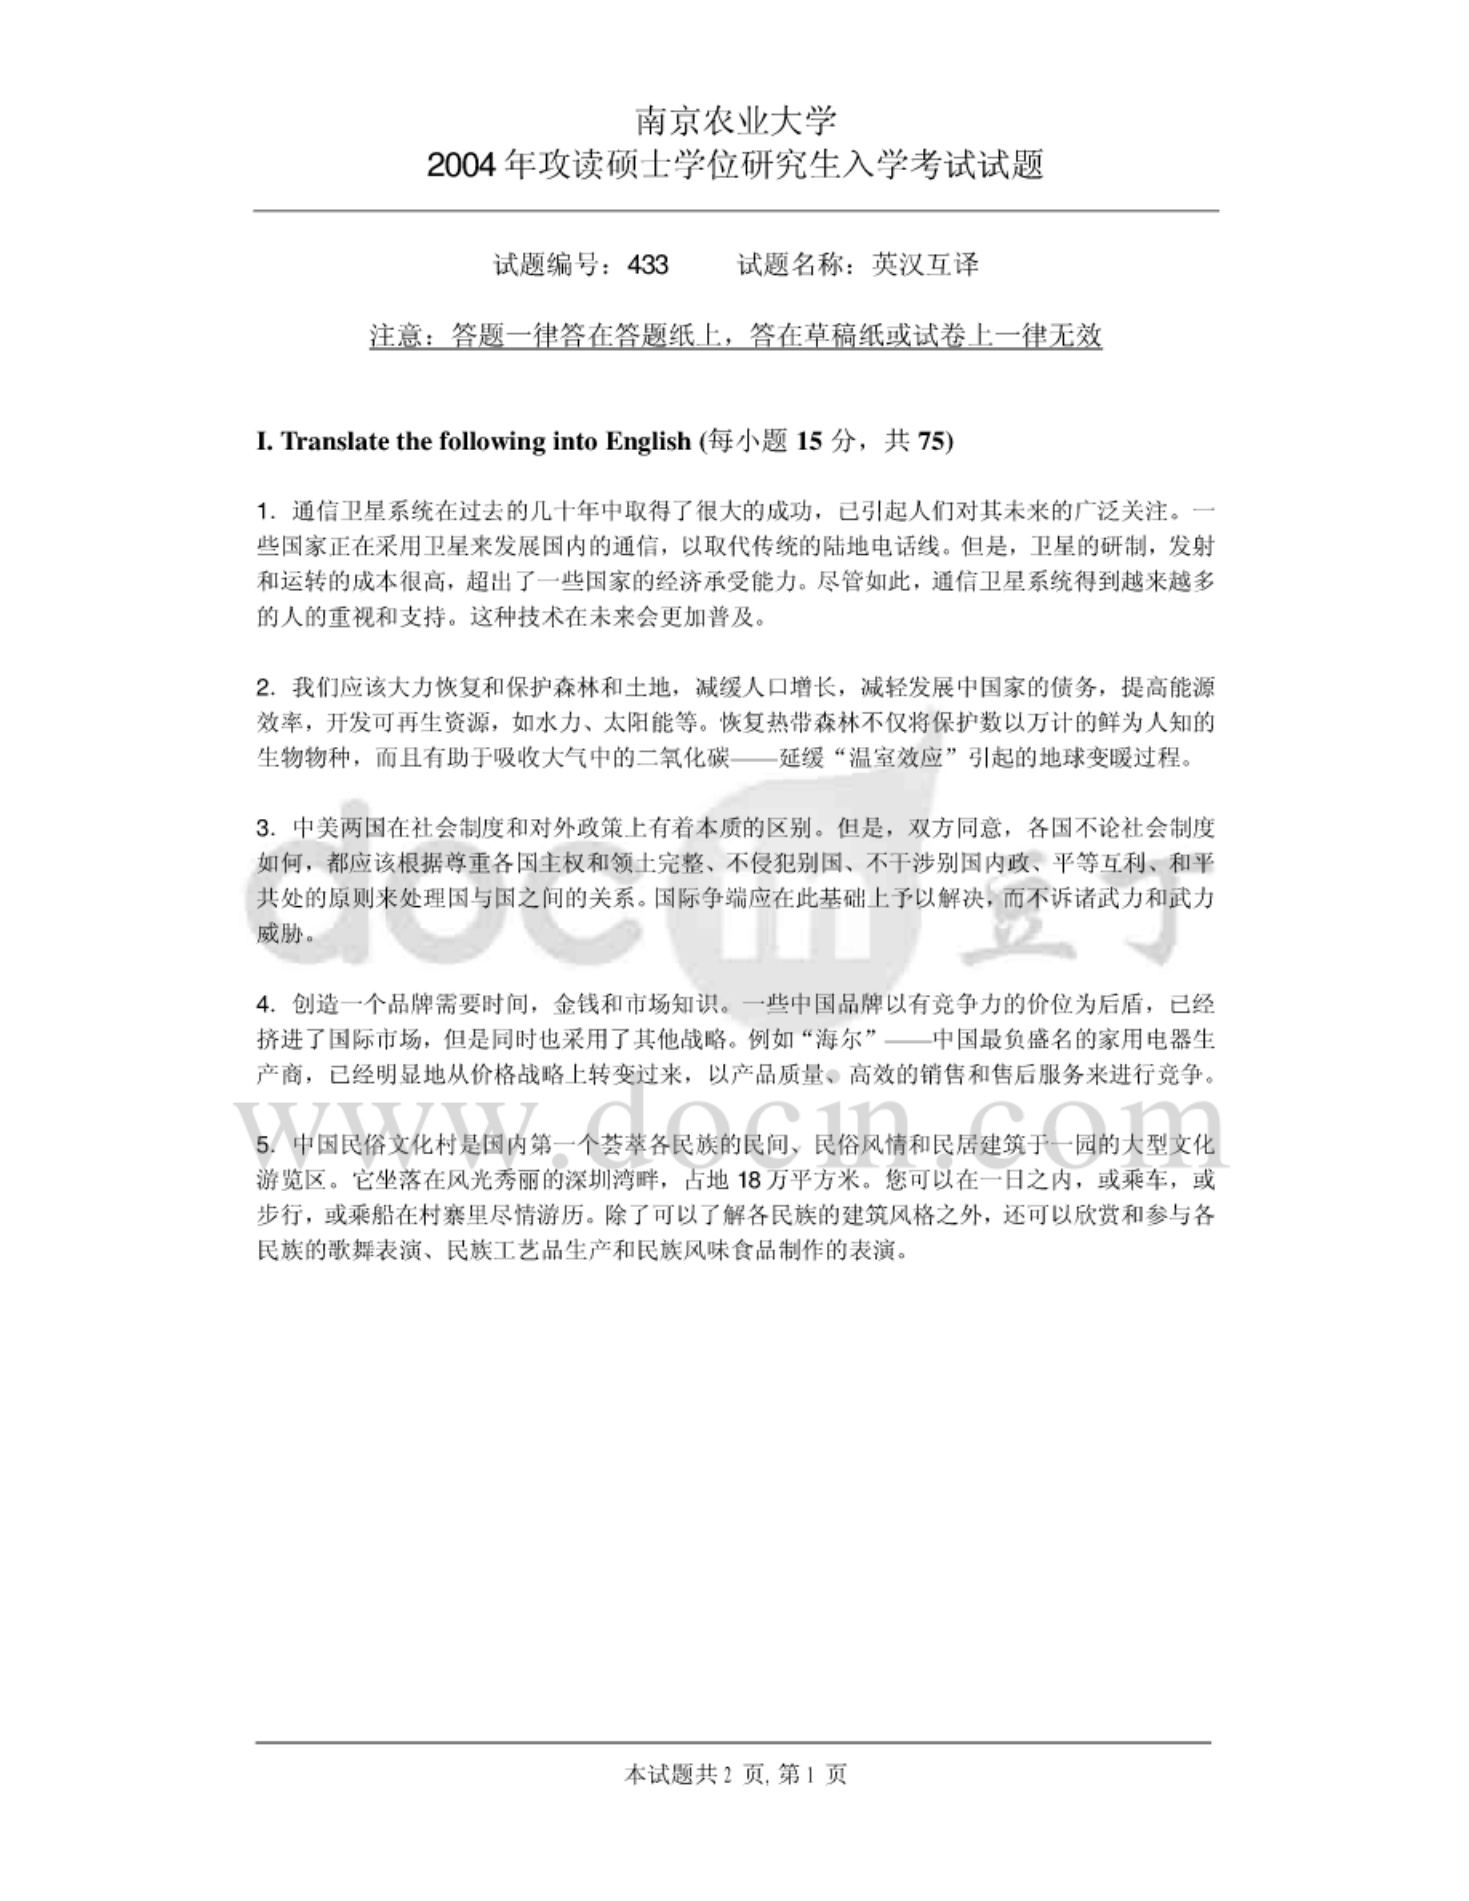 南京农业大学
2004 年攻读硕士学位研究生入学考试试题
试题编号：433 试题名称：英汉互译
注意：答题一律答在答题纸上，答在草稿纸或试卷上一律无效
I. Translate the following into English (每小题 15 分，共 75)
1. 通信卫星系统在过去的几十年中取得了很大的成功，已引起人们对其未来的广泛关注。一
些国家正在采用卫星来发展国内的通信，以取代传统的陆地电话线。但是，卫星的研制，发射
和运转的成本很高，超出了一些国家的经济承受能力。尽管如此，通信卫星系统得到越来越多
的人的重视和支持。这种技术在未来会更加普及。
2. 我们应该大力恢复和保护森林和土地，减缓人口增长，减轻发展中国家的债务，提高能源
效率，开发可再生资源，如水力、太阳能等。恢复热带森林不仅将保护数以万计的鲜为人知的
生物物种，而且有助于吸收大气中的二氧化碳——延缓“温室效应”引起的地球变暖过程。
3. 中美两国在社会制度和对外政策上有着本质的区别。但是，双方同意，各国不论社会制度
如何，都应该根据尊重各国主权和领土完整、不侵犯别国、不干涉别国内政、平等互利、和平
共处的原则来处理国与国之间的关系。国际争端应在此基础上予以解决，而不诉诸武力和武力
威胁。
4. 创造一个品牌需要时间，金钱和市场知识。一些中国品牌以有竞争力的价位为后盾，已经
挤进了国际市场，但是同时也采用了其他战略。例如“海尔”——中国最负盛名的家用电器生
产商，已经明显地从价格战略上转变过来，以产品质量、高效的销售和售后服务来进行竞争。
5. 中国民俗文化村是国内第一个荟萃各民族的民间、民俗风情和民居建筑于一园的大型文化
游览区。它坐落在风光秀丽的深圳湾畔，占地 18 万平方米。您可以在一日之内，或乘车，或
步行，或乘船在村寨里尽情游历。除了可以了解各民族的建筑风格之外，还可以欣赏和参与各
民族的歌舞表演、民族工艺品生产和民族风味食品制作的表演。
docin 豆丁
www.docin.com
本试题共 2 页, 第 1 页